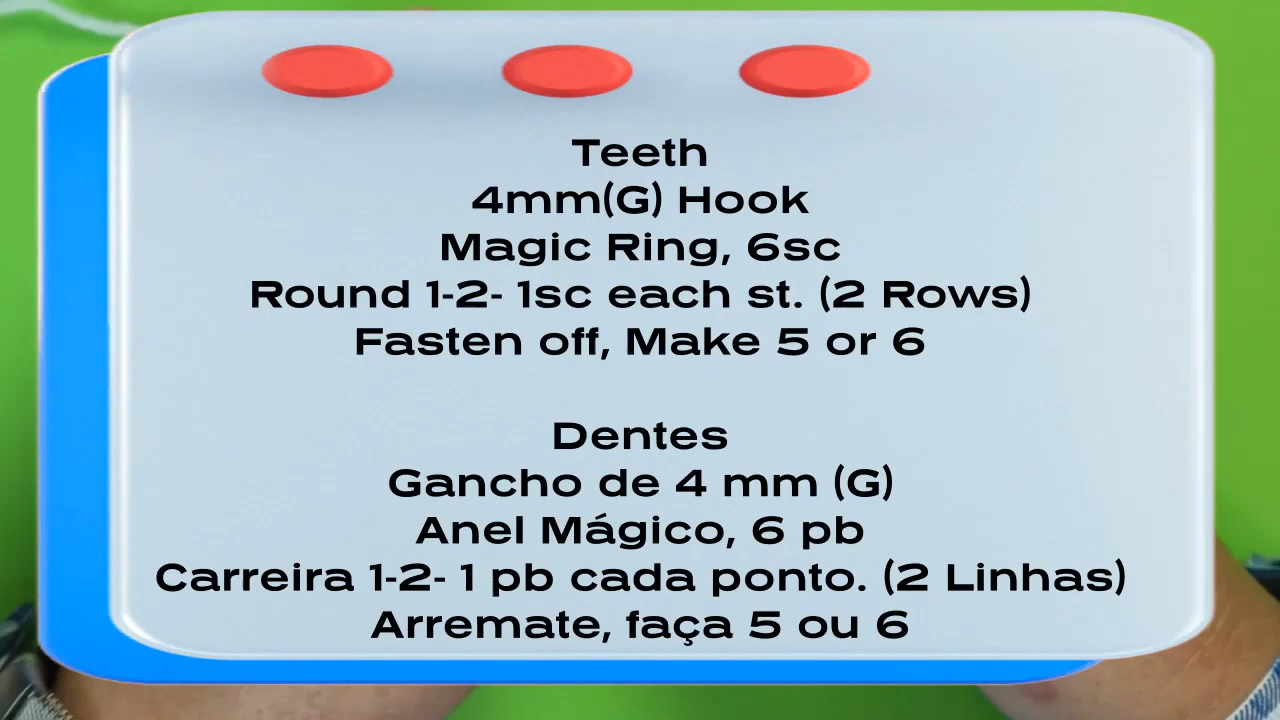 Teeth
4mm(G) Hook
Magic Ring, 6sc
Round 1-2- 1sc each st. (2 Rows)
Fasten off, Make 5 or 6
Dentes
Gancho de 4 mm (G)
Anel Mágico, 6 pb
Carreira 1-2- 1 pb cada ponto. (2 Linhas)
Arremate, faça 5 ou 6